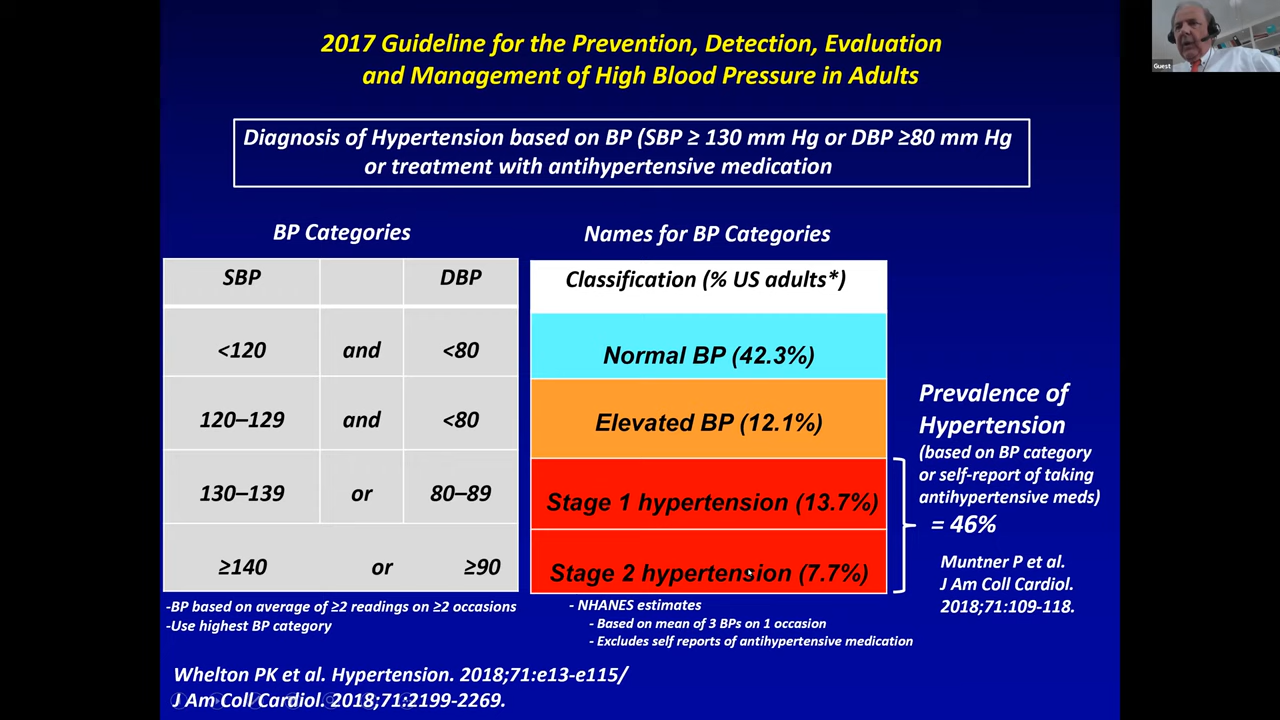 2017 Guideline for the Prevention, Detection, Evaluation
and Management of High Blood Pressure in Adults
Guest
Diagnosis of Hypertension based on BP (SBP ≥ 130 mm Hg or DBP ≥80 mm Hg
or treatment with antihypertensive medication
BP Categories
SBP DBP
<120 and <80
120–129 and <80
130–139 or 80–89
≥140 or ≥90
-BP based on average of ≥2 readings on ≥2 occasions
-Use highest BP category
Names for BP Categories
Classification (% US adults*)
Normal BP (42.3%)
Elevated BP (12.1%)
Stage 1 hypertension (13.7%)
Stage 2 hypertension (7.7%)
- NHANES estimates
- Based on mean of 3 BPs on 1 occasion
- Excludes self reports of antihypertensive medication
Prevalence of
Hypertension
(based on BP category
or self-report of taking
antihypertensive meds)
= 46%
Muntner P et al.
J Am Coll Cardiol.
2018;71:109-118.
Whelton PK et al. Hypertension. 2018;71:e13-e115/
J Am Coll Cardiol. 2018;71:2199-2269.